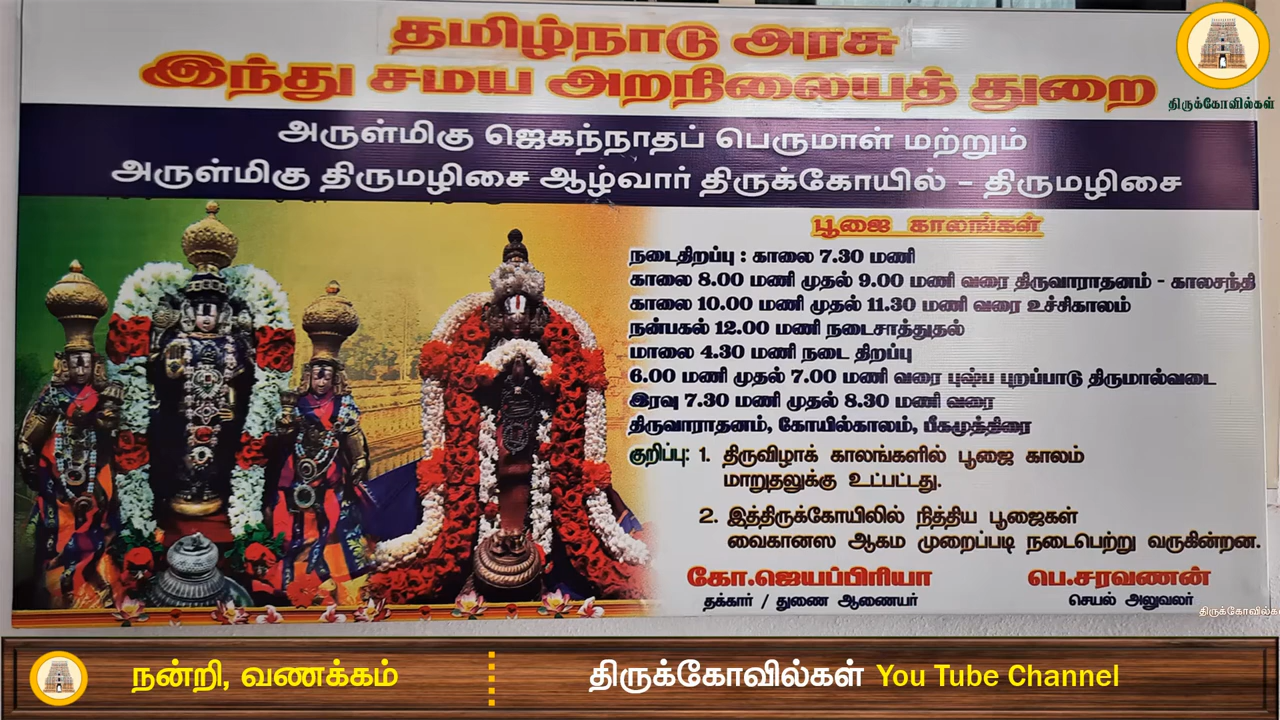 தமிழ்நாடு அரசு
இந்து சமய அறநிலையத் துறை
திருக்கோவில்கள்
அருள்மிகு ஜெகந்நாதப் பெருமாள் மற்றும்
அருள்மிகு திருமழிசை ஆழ்வார் திருக்கோயில் – திருமழிசை
பூஜை காலங்கள்
நடைதிறப்பு : காலை 7.30 மணி
காலை 8.00 மணி முதல் 9.00 மணி வரை திருவாராதனம் - காலசந்தி
காலை 10.00 மணி முதல் 11.30 மணி வரை உச்சிகாலம்
நன்பகல் 12.00 மணி நடைசாத்துதல்
மாலை 4.30 மணி நடை திறப்பு
6.00 மணி முதல் 7.00 மணி வரை புஷ்ப புறப்பாடு திருமால்வடை
இரவு 7.30 மணி முதல் 8.30 மணி வரை
திருவாராதனம், கோயில்காலம், பீகமுத்திரை
குறிப்பு: 1. திருவிழாக் காலங்களில் பூஜை காலம்
மாறுதலுக்கு உட்பட்டது.
2. இத்திருக்கோயிலில் நித்திய பூஜைகள்
வைகானஸ ஆகம முறைப்படி நடைபெற்று வருகின்றன.
கோ.ஜெயப்பிரியா பெ.சரவணன்
தக்கார் / துணை ஆணையர் செயல் அலுவலர்
நன்றி, வணக்கம் திருக்கோவில்கள் You Tube Channel